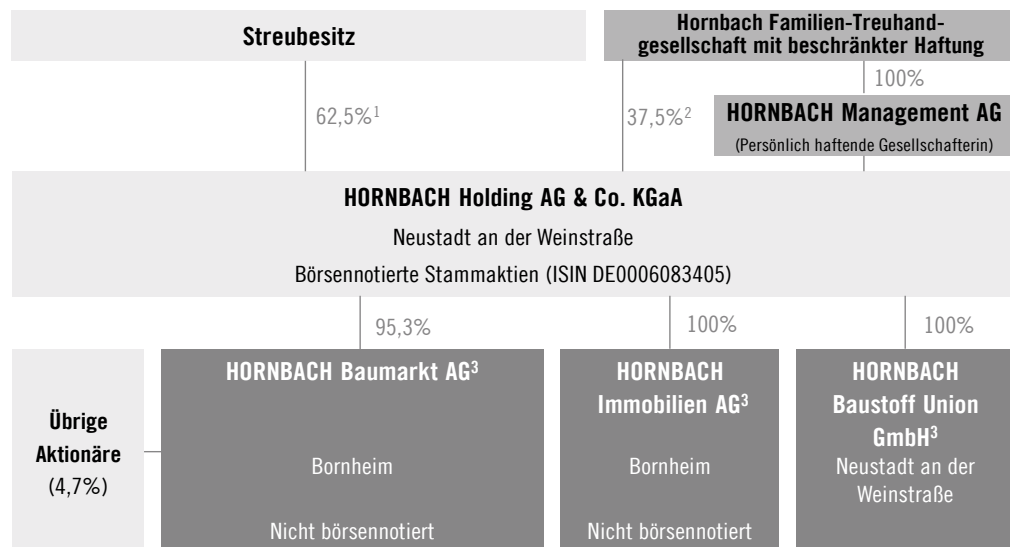 Streubesitz
Hornbach Familien-Treuhand-
gesellschaft mit beschränkter Haftung
62,5%¹
37,5%²
100%
HORNBACH Management AG
(Persönlich haftende Gesellschafterin)
HORNBACH Holding AG & Co. KGaA
Neustadt an der Weinstraße
Börsennotierte Stammaktien (ISIN DE0006083405)
95,3%
100%
100%
Übrige
Aktionäre
(4,7%)
HORNBACH Baumarkt AG³
Bornheim
Nicht börsennotiert
HORNBACH
Immobilien AG³
Bornheim
Nicht börsennotiert
HORNBACH
Baustoff Union
GmbH³
Neustadt an der
Weinstraße